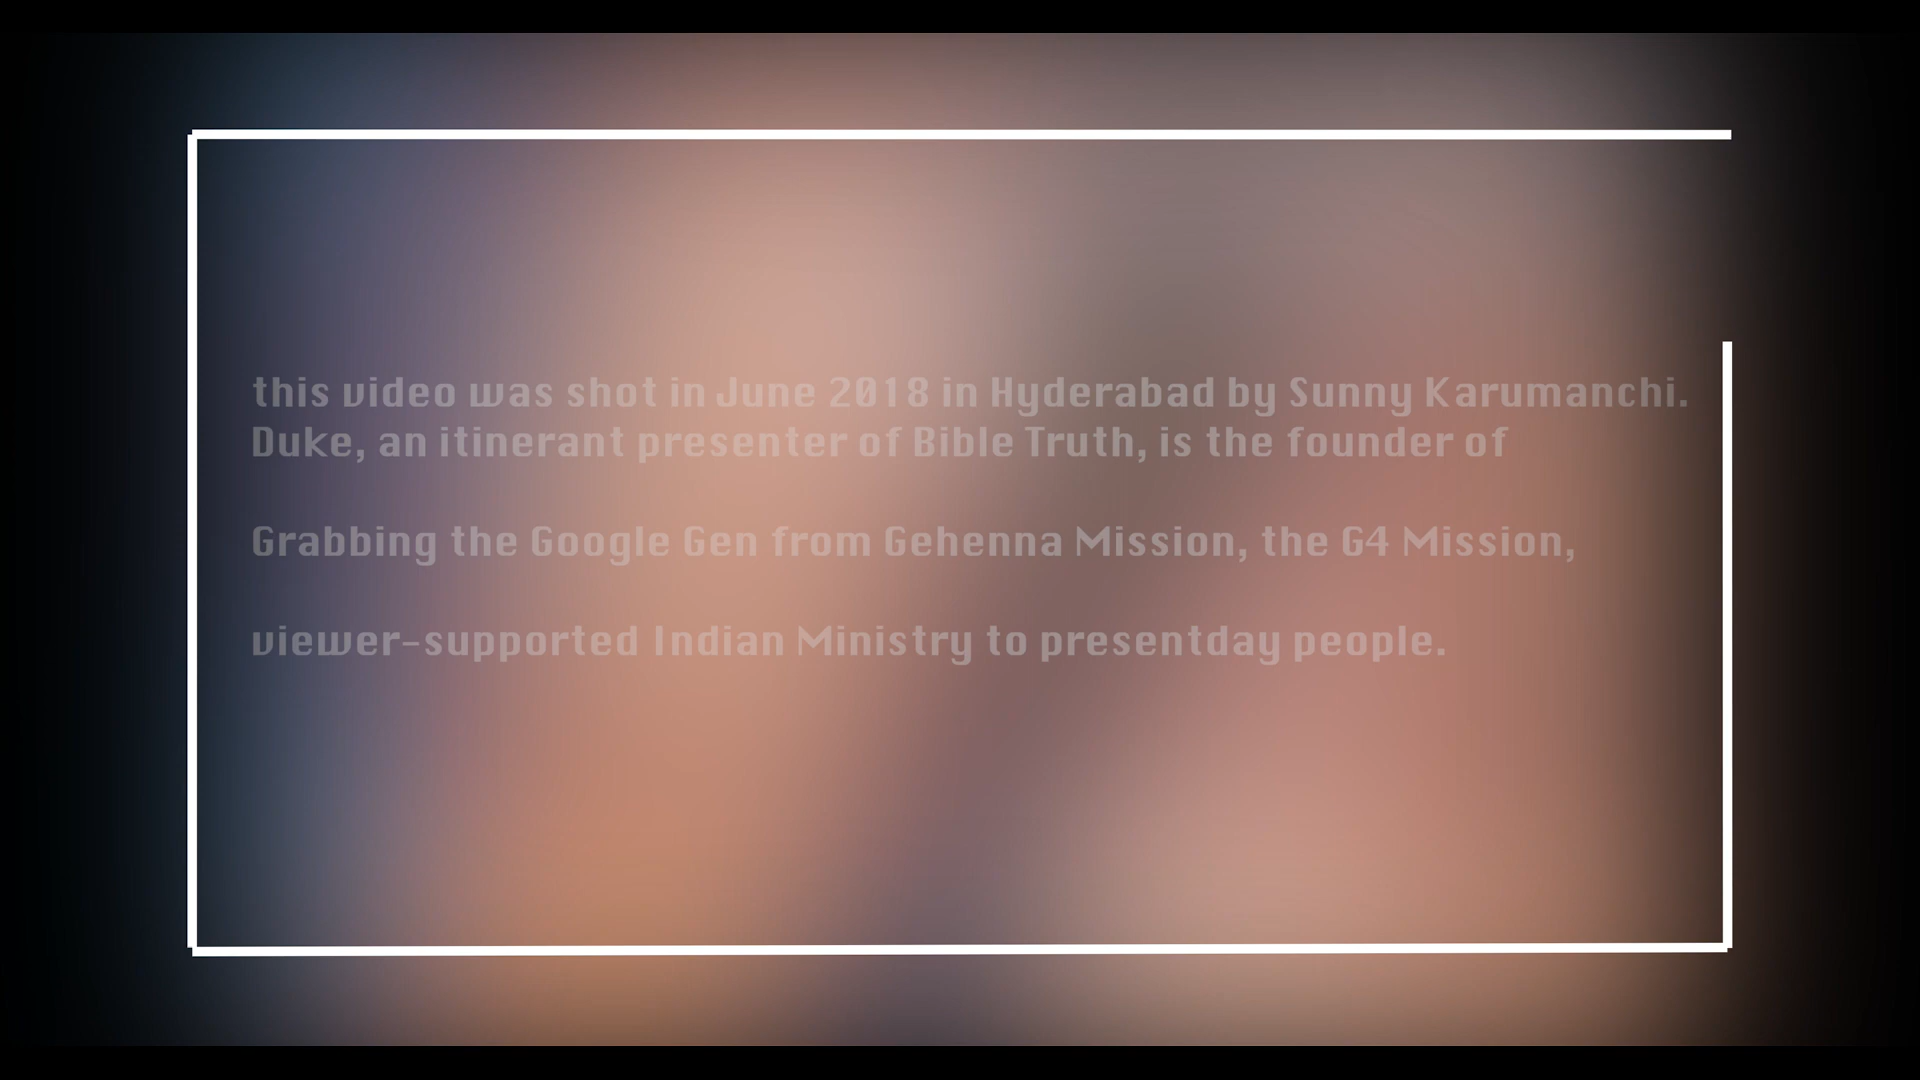 this video was shot in June 2018 in Hyderabad by Sunny Karumanchi.
Duke, an itinerant presenter of Bible Truth, is the founder of
Grabbing the Google Gen from Gehenna Mission, the G4 Mission,
viewer-supported Indian Ministry to presentday people.